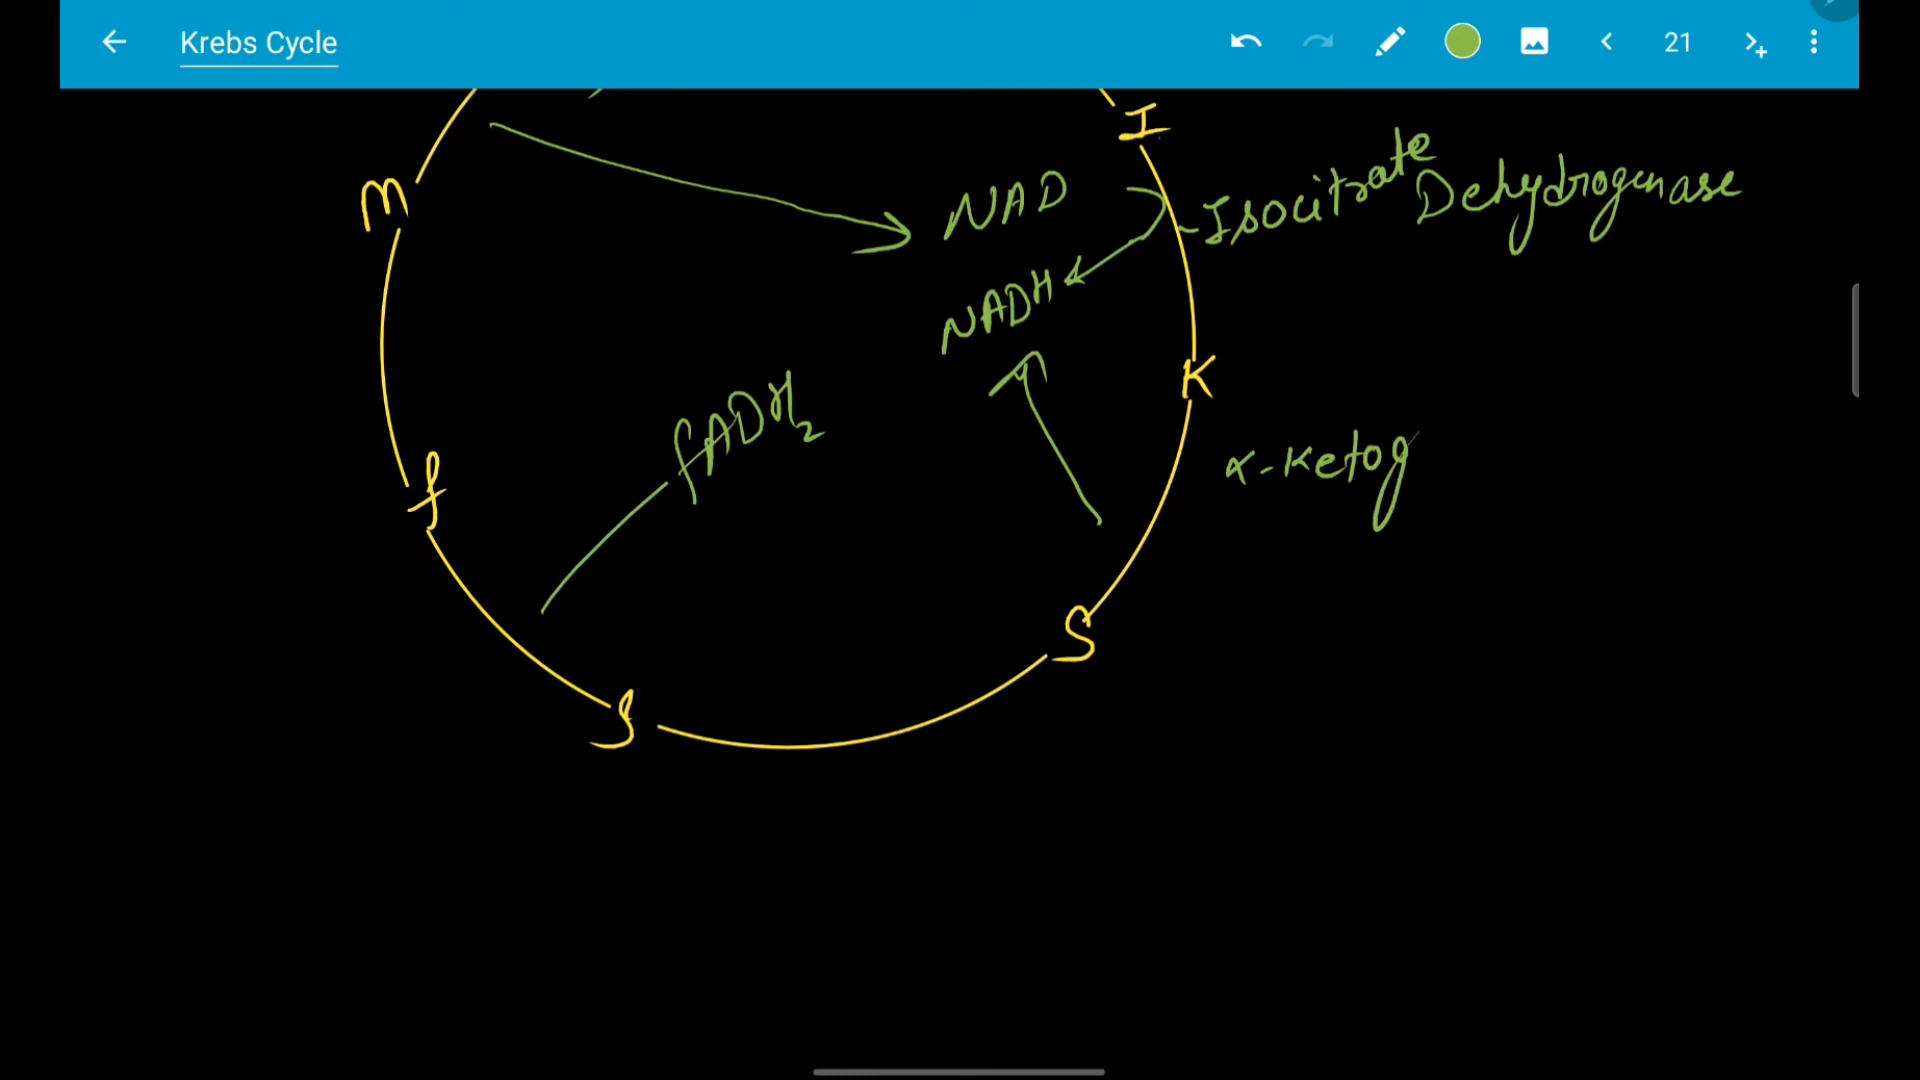 Krebs Cycle
21
I
M
NAD
-Isocitrate Dehydrogenase
NADH
K
FADH2
α-Ketog
f
S
S